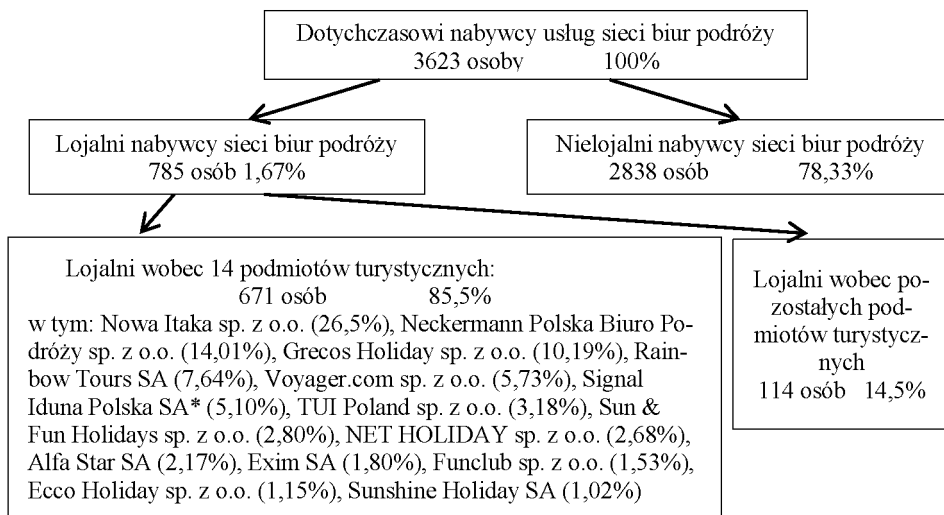 Dotychczasowi nabywcy usług sieci biur podróży
3623 osoby 100%
Lojalni nabywcy sieci biur podróży
785 osób 1,67%
Nielojalni nabywcy sieci biur podróży
2838 osób 78,33%
Lojalni wobec 14 podmiotów turystycznych:
671 osób 85,5%
w tym: Nowa Itaka sp. z o.o. (26,5%), Neckermann Polska Biuro Po-
dróży sp. z o.o. (14,01%), Grecos Holiday sp. z o.o. (10,19%), Rain-
bow Tours SA (7,64%), Voyager.com sp. z o.o. (5,73%), Signal
Iduna Polska SA* (5,10%), TUI Poland sp. z o.o. (3,18%), Sun &
Fun Holidays sp. z o.o. (2,80%), NET HOLIDAY sp. z o.o. (2,68%),
Alfa Star SA (2,17%), Exim SA (1,80%), Funclub sp. z o.o. (1,53%),
Ecco Holiday sp. z o.o. (1,15%), Sunshine Holiday SA (1,02%)
Lojalni wobec po-
zostałych pod-
miotów turystycz-
nych
114 osób 14,5%